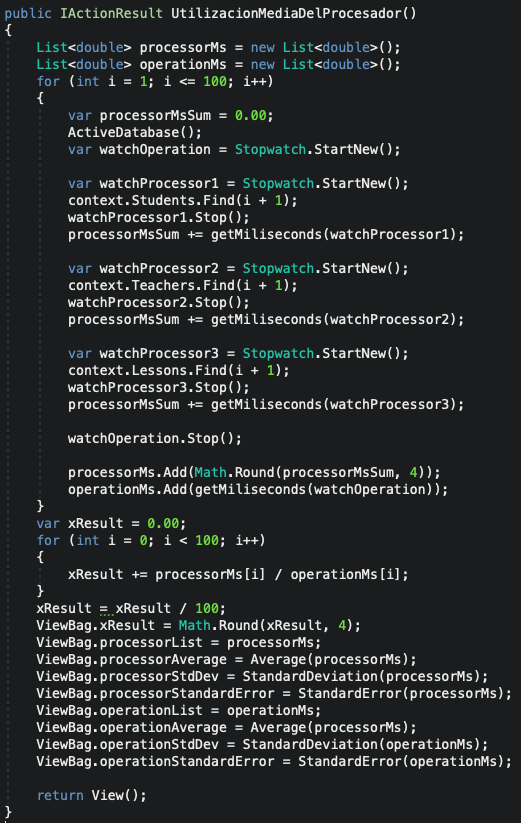 public IActionResult UtilizacionMediaDelProcesador()
{
List<double> processorMs = new List<double>();
List<double> operationMs = new List<double>();
for (int i = 1; i <= 100; i++)
{
var processorMsSum = 0.00;
ActiveDatabase();
var watchOperation = Stopwatch.StartNew();
var watchProcessor1 = Stopwatch.StartNew();
context.Students.Find(i + 1);
watchProcessor1.Stop();
processorMsSum += getMiliseconds(watchProcessor1);
var watchProcessor2 = Stopwatch.StartNew();
context.Teachers.Find(i + 1);
watchProcessor2.Stop();
processorMsSum += getMiliseconds(watchProcessor2);
var watchProcessor3 = Stopwatch.StartNew();
context.Lessons.Find(i + 1);
watchProcessor3.Stop();
processorMsSum += getMiliseconds(watchProcessor3);
watchOperation.Stop();
processorMs.Add(Math.Round(processorMsSum, 4));
operationMs.Add(getMiliseconds(watchOperation));
}
var xResult = 0.00;
for (int i = 0; i < 100; i++)
{
xResult += processorMs[i] / operationMs[i];
}
xResult = xResult / 100;
ViewBag.xResult = Math.Round(xResult, 4);
ViewBag.processorList = processorMs;
ViewBag.processorAverage = Average(processorMs);
ViewBag.processorStdDev = StandardDeviation(processorMs);
ViewBag.processorStandardError = StandardError(processorMs);
ViewBag.operationList = operationMs;
ViewBag.operationAverage = Average(processorMs);
ViewBag.operationStdDev = StandardDeviation(operationMs);
ViewBag.operationStandardError = StandardError(operationMs);
return View();
}